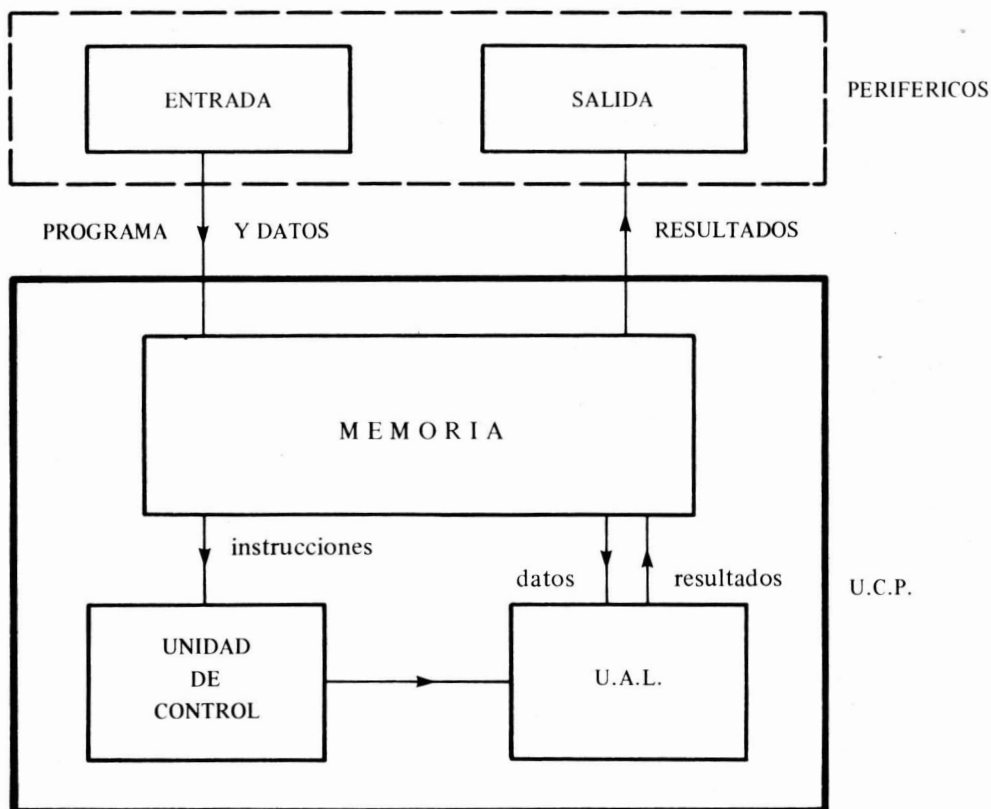 ENTRADA
SALIDA
PERIFERICOS
PROGRAMA Y DATOS
RESULTADOS
MEMORIA
instrucciones
datos
resultados
U.C.P.
UNIDAD
DE
CONTROL
U.A.L.